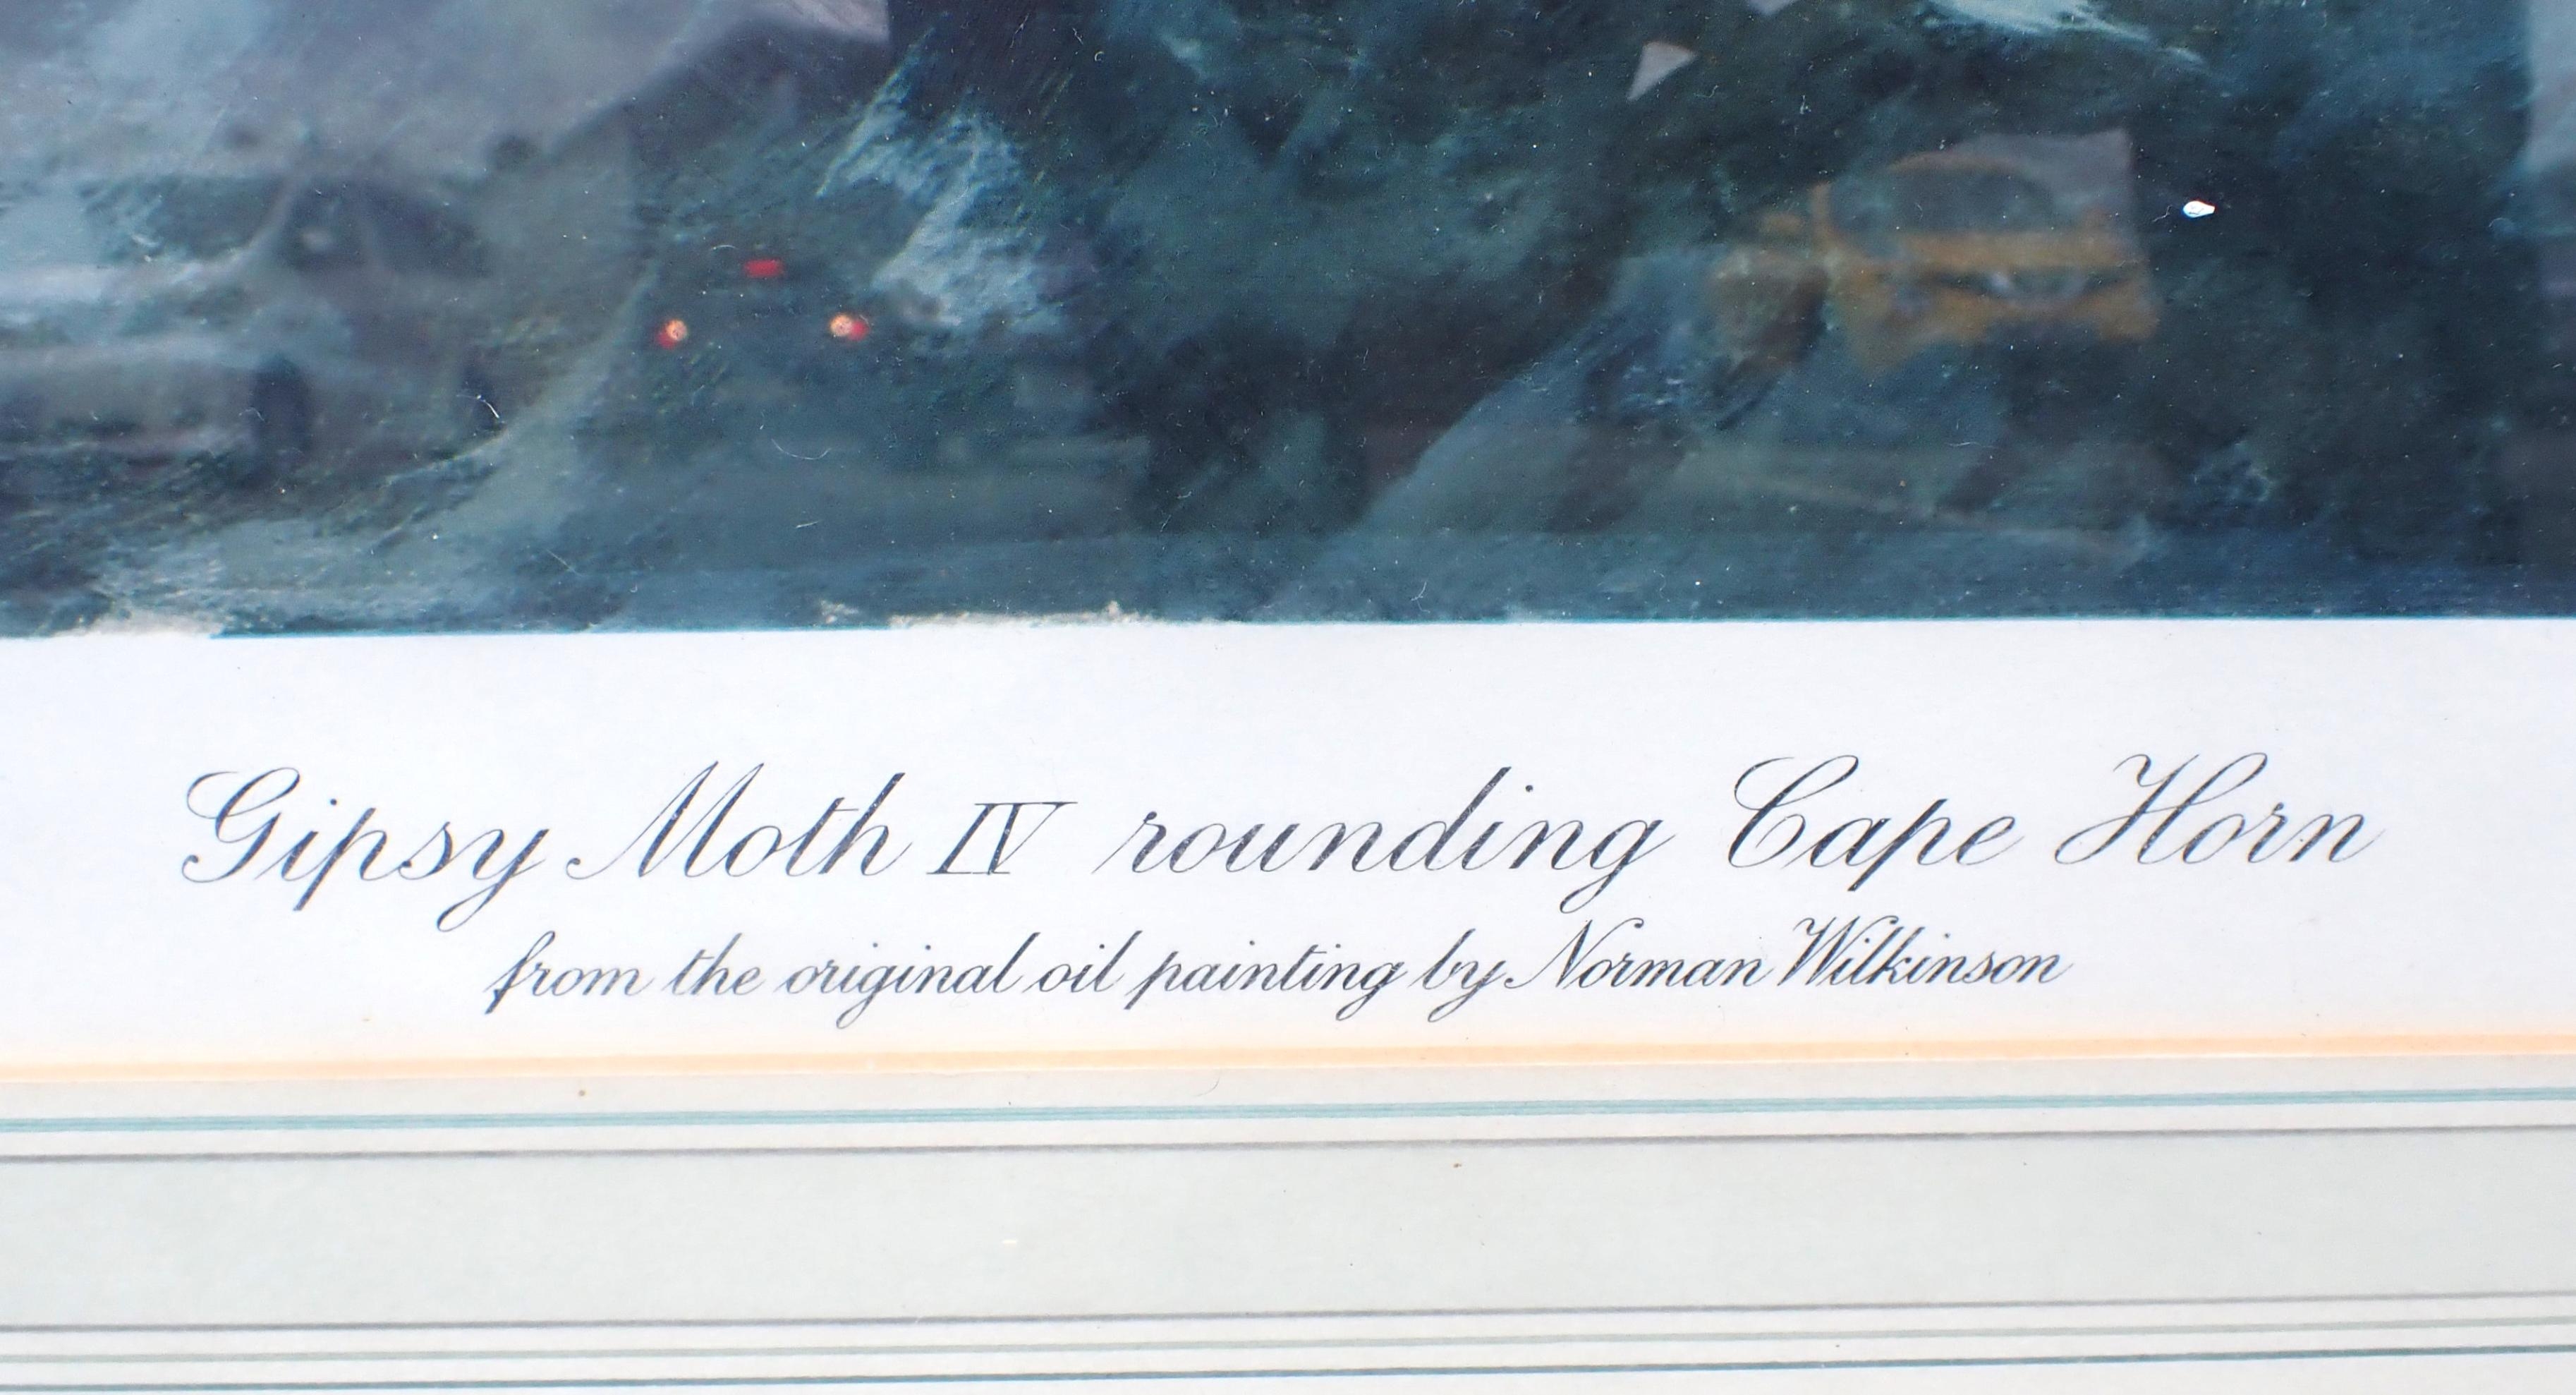 Gipsy Moth IV rounding Cape Horn
from the original oil painting by Norman Wilkinson